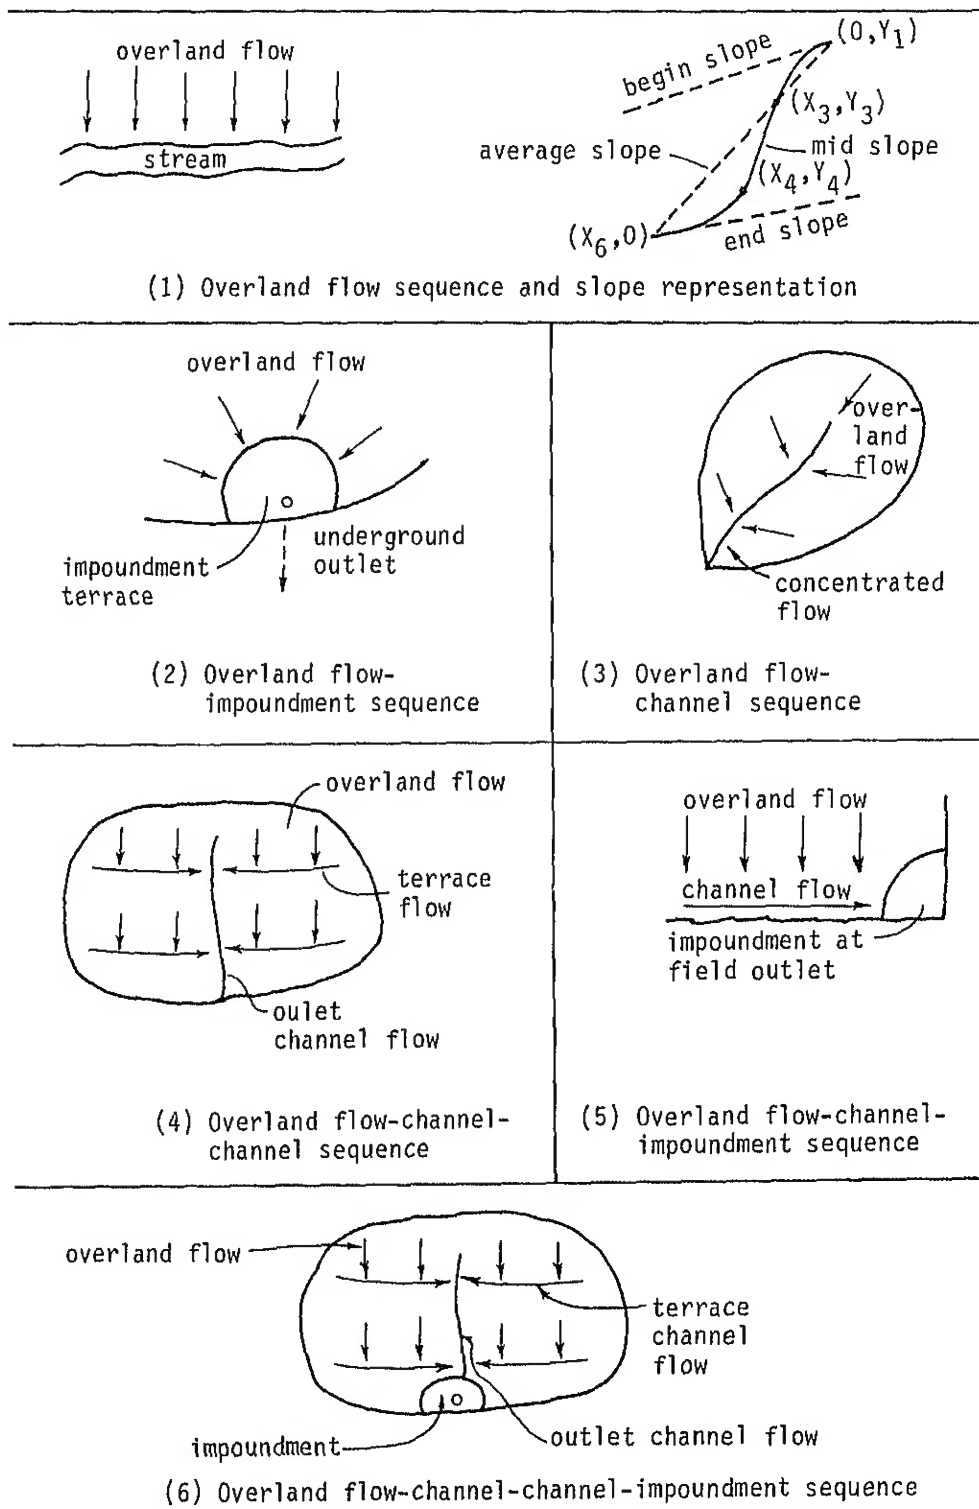 overland flow
stream
begin slope
(0,Y1)
(X3,Y3)
average slope
mid slope
(X4,Y4)
(X6,0)
end slope
(1) Overland flow sequence and slope representation
overland flow
underground
outlet
impoundment
terrace
(2) Overland flow-
impoundment sequence
over-
land
flow
concentrated
flow
(3) Overland flow-
channel sequence
overland flow
terrace
flow
oulet
channel flow
(4) Overland flow-channel-
channel sequence
overland flow
channel flow
impoundment at
field outlet
(5) Overland flow-channel-
impoundment sequence
overland flow
terrace
channel
flow
impoundment
outlet channel flow
(6) Overland flow-channel-channel-impoundment sequence